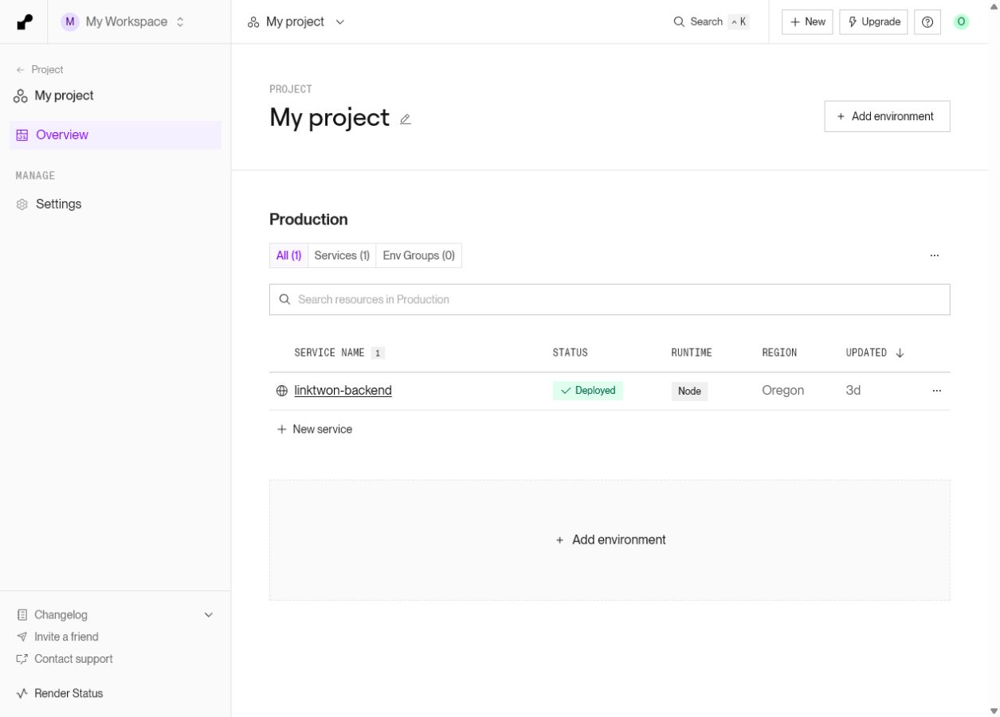 M My Workspace
My project
Search ⌃ K
+ New
Upgrade
O
← Project
My project
Overview
MANAGE
Settings
PROJECT
My project
+ Add environment
Production
All (1) Services (1) Env Groups (0)
...
Search resources in Production
SERVICE NAME 1 STATUS RUNTIME REGION UPDATED ↓
linktwon-backend Deployed Node Oregon 3d ...
+ New service
+ Add environment
Changelog
Invite a friend
Contact support
Render Status